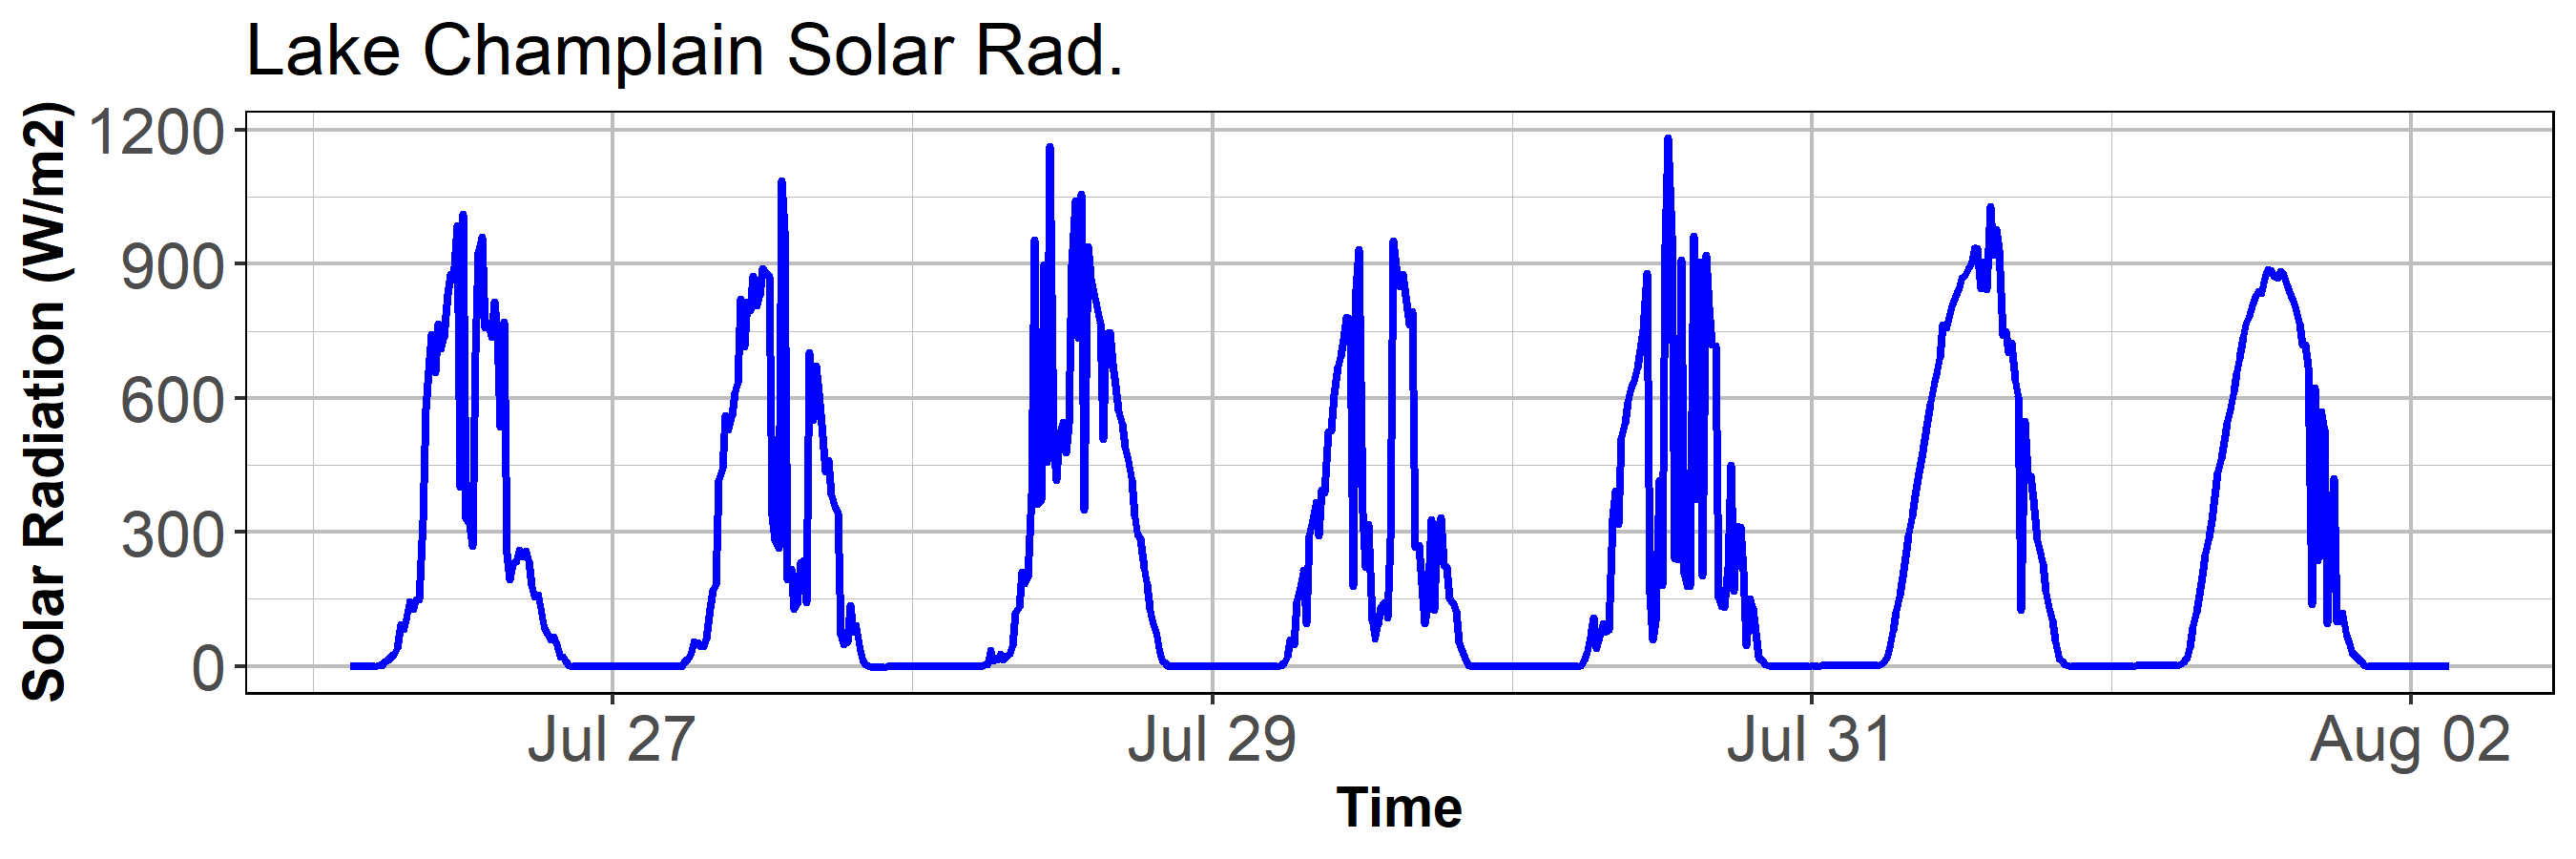 Lake Champlain Solar Rad.
Solar Radiation (W/m2)
1200
900
600
300
0
Jul 27 Jul 29 Jul 31 Aug 02
Time